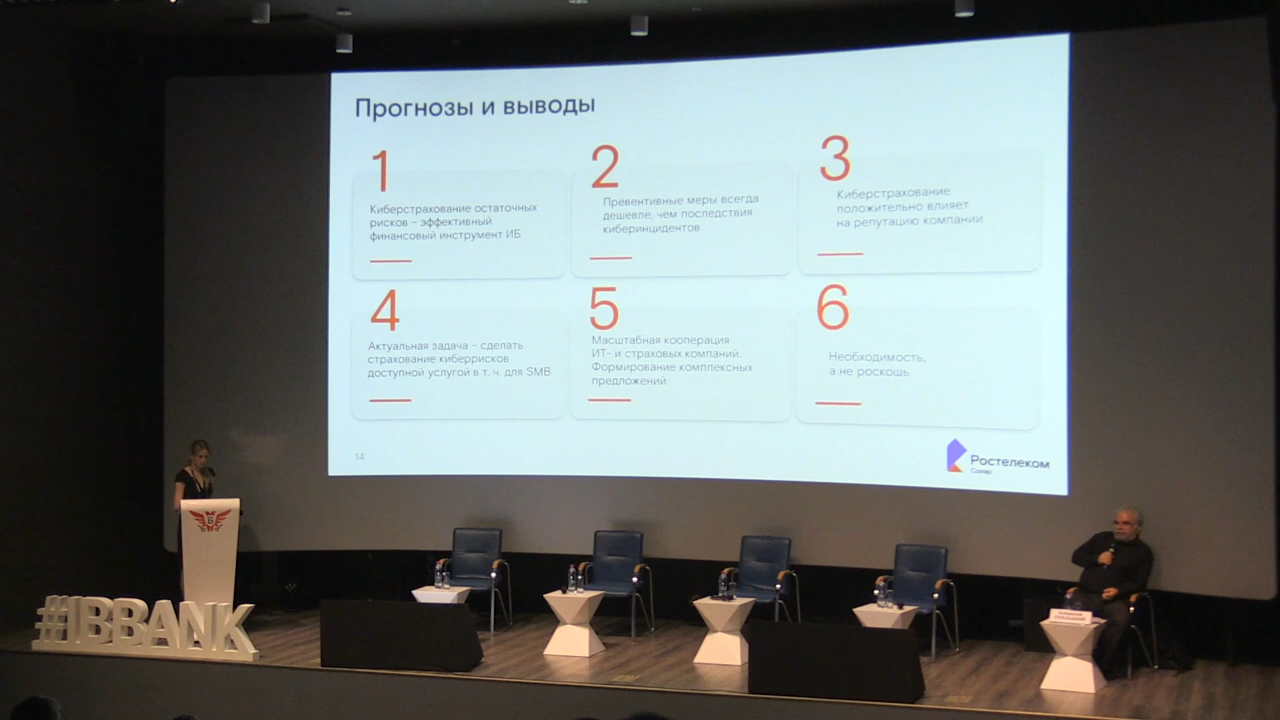 Прогнозы и выводы
1
Киберстрахование остаточных
рисков – эффективный
финансовый инструмент ИБ
2
Превентивные меры всегда
дешевле, чем последствия
киберинцидентов
3
Киберстрахование
положительно влияет
на репутацию компании
4
Актуальная задача – сделать
страхование киберрисков
доступной услугой в т. ч. для SMB
5
Масштабная кооперация
ИТ- и страховых компаний.
Формирование комплексных
предложений
6
Необходимость,
а не роскошь
14
Ростелеком
Солар
#IBBANK